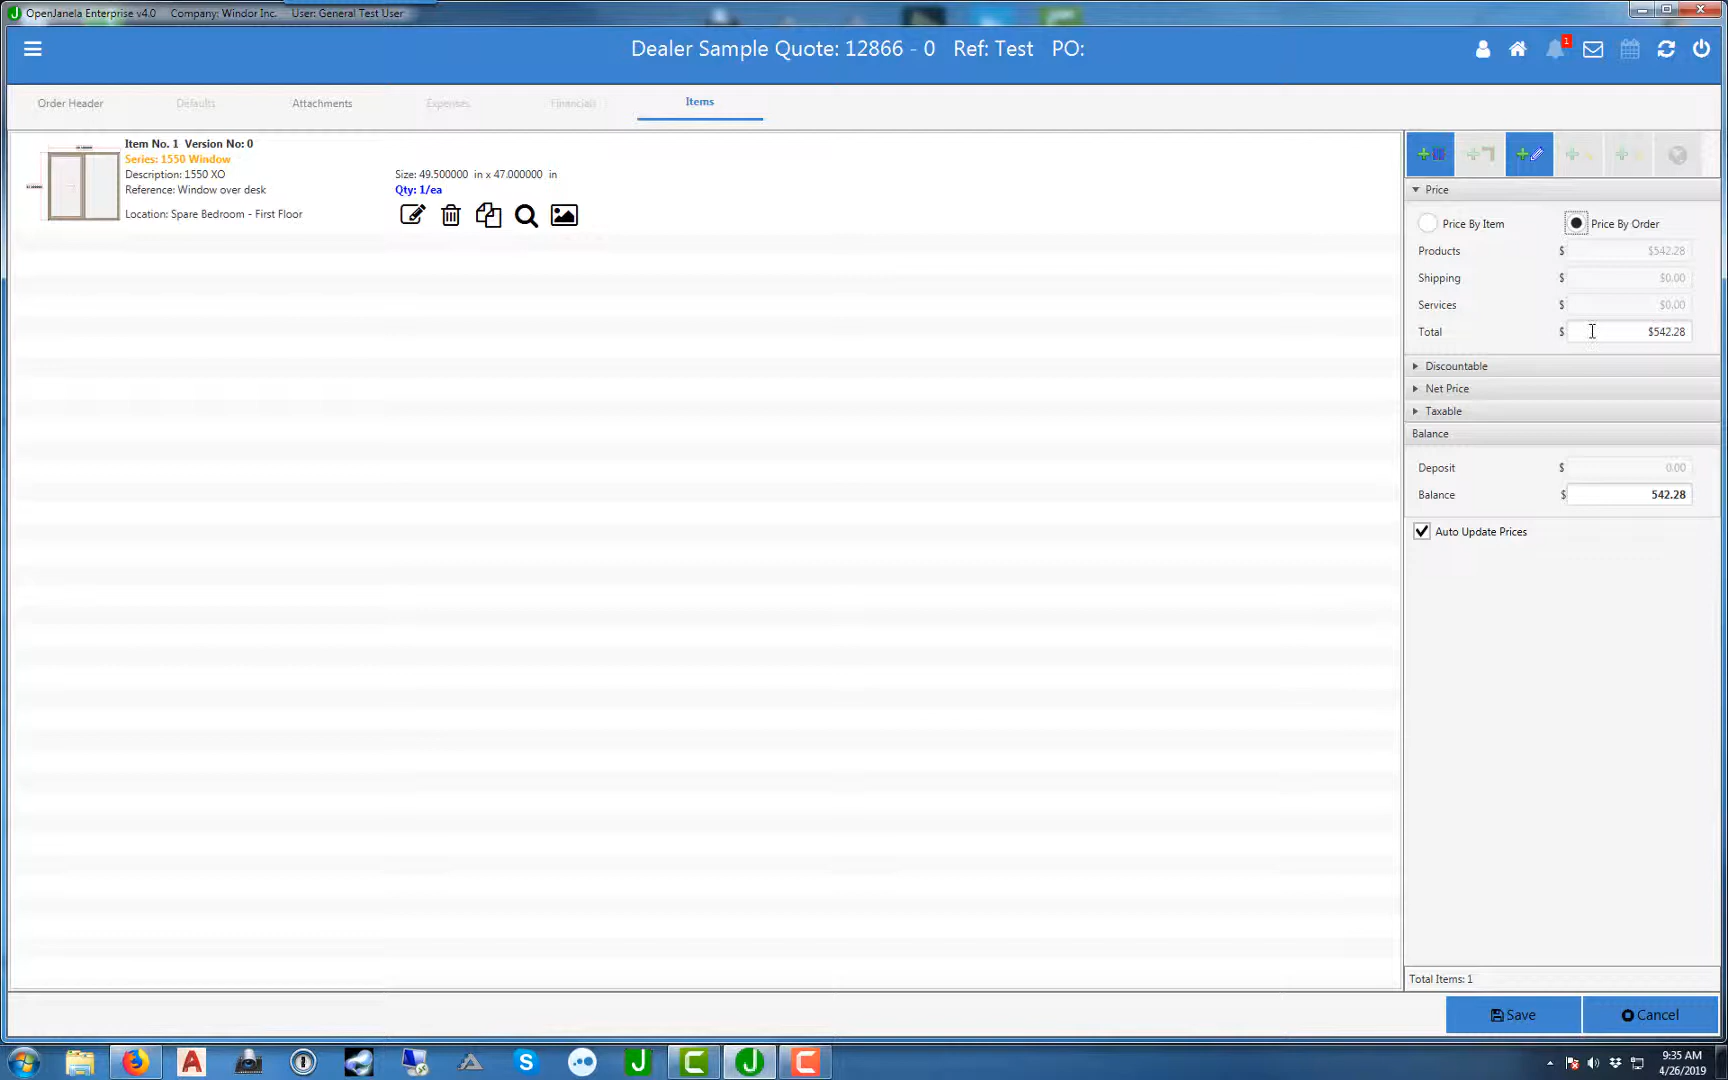 OpenJanela Enterprise v4.0 Company: Windor Inc. User: General Test User
Dealer Sample Quote: 12866 - 0 Ref: Test PO:
1
Order Header Defaults Attachments Expenses Financials Items
Item No. 1 Version No: 0
Series: 1550 Window
Description: 1550 XO Size: 49.500000 in x 47.000000 in
Reference: Window over desk Qty: 1/ea
Location: Spare Bedroom - First Floor
Price
Price By Item Price By Order
Products $ $542.28
Shipping $ $0.00
Services $ $0.00
Total $ $542.28
Discountable
Net Price
Taxable
Balance
Deposit $ 0.00
Balance $ 542.28
Auto Update Prices
Total Items: 1
Save Cancel
9:35 AM
4/26/2019